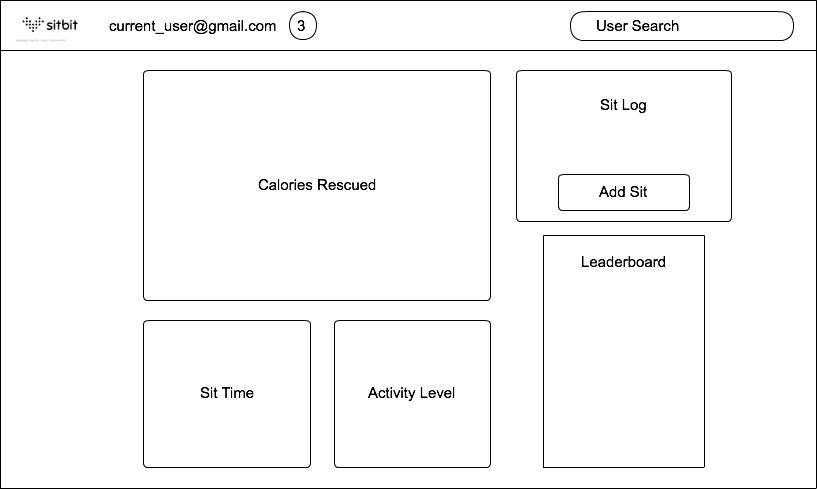 sitbit
current_user@gmail.com
3
User Search
Calories Rescued
Sit Log
Add Sit
Leaderboard
Sit Time
Activity Level